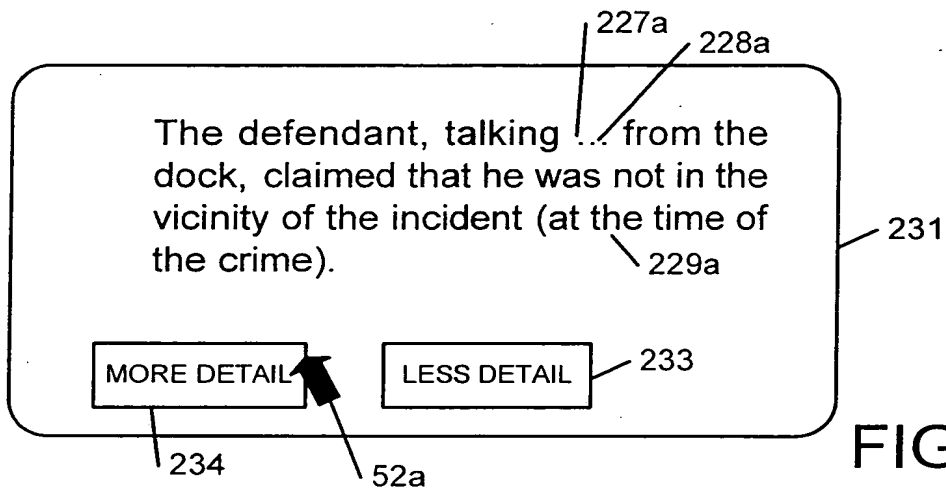 227a
228a
The defendant, talking ... from the
dock, claimed that he was not in the
vicinity of the incident (at the time of
the crime).
231
229a
MORE DETAIL
LESS DETAIL
233
234
52a
FIG